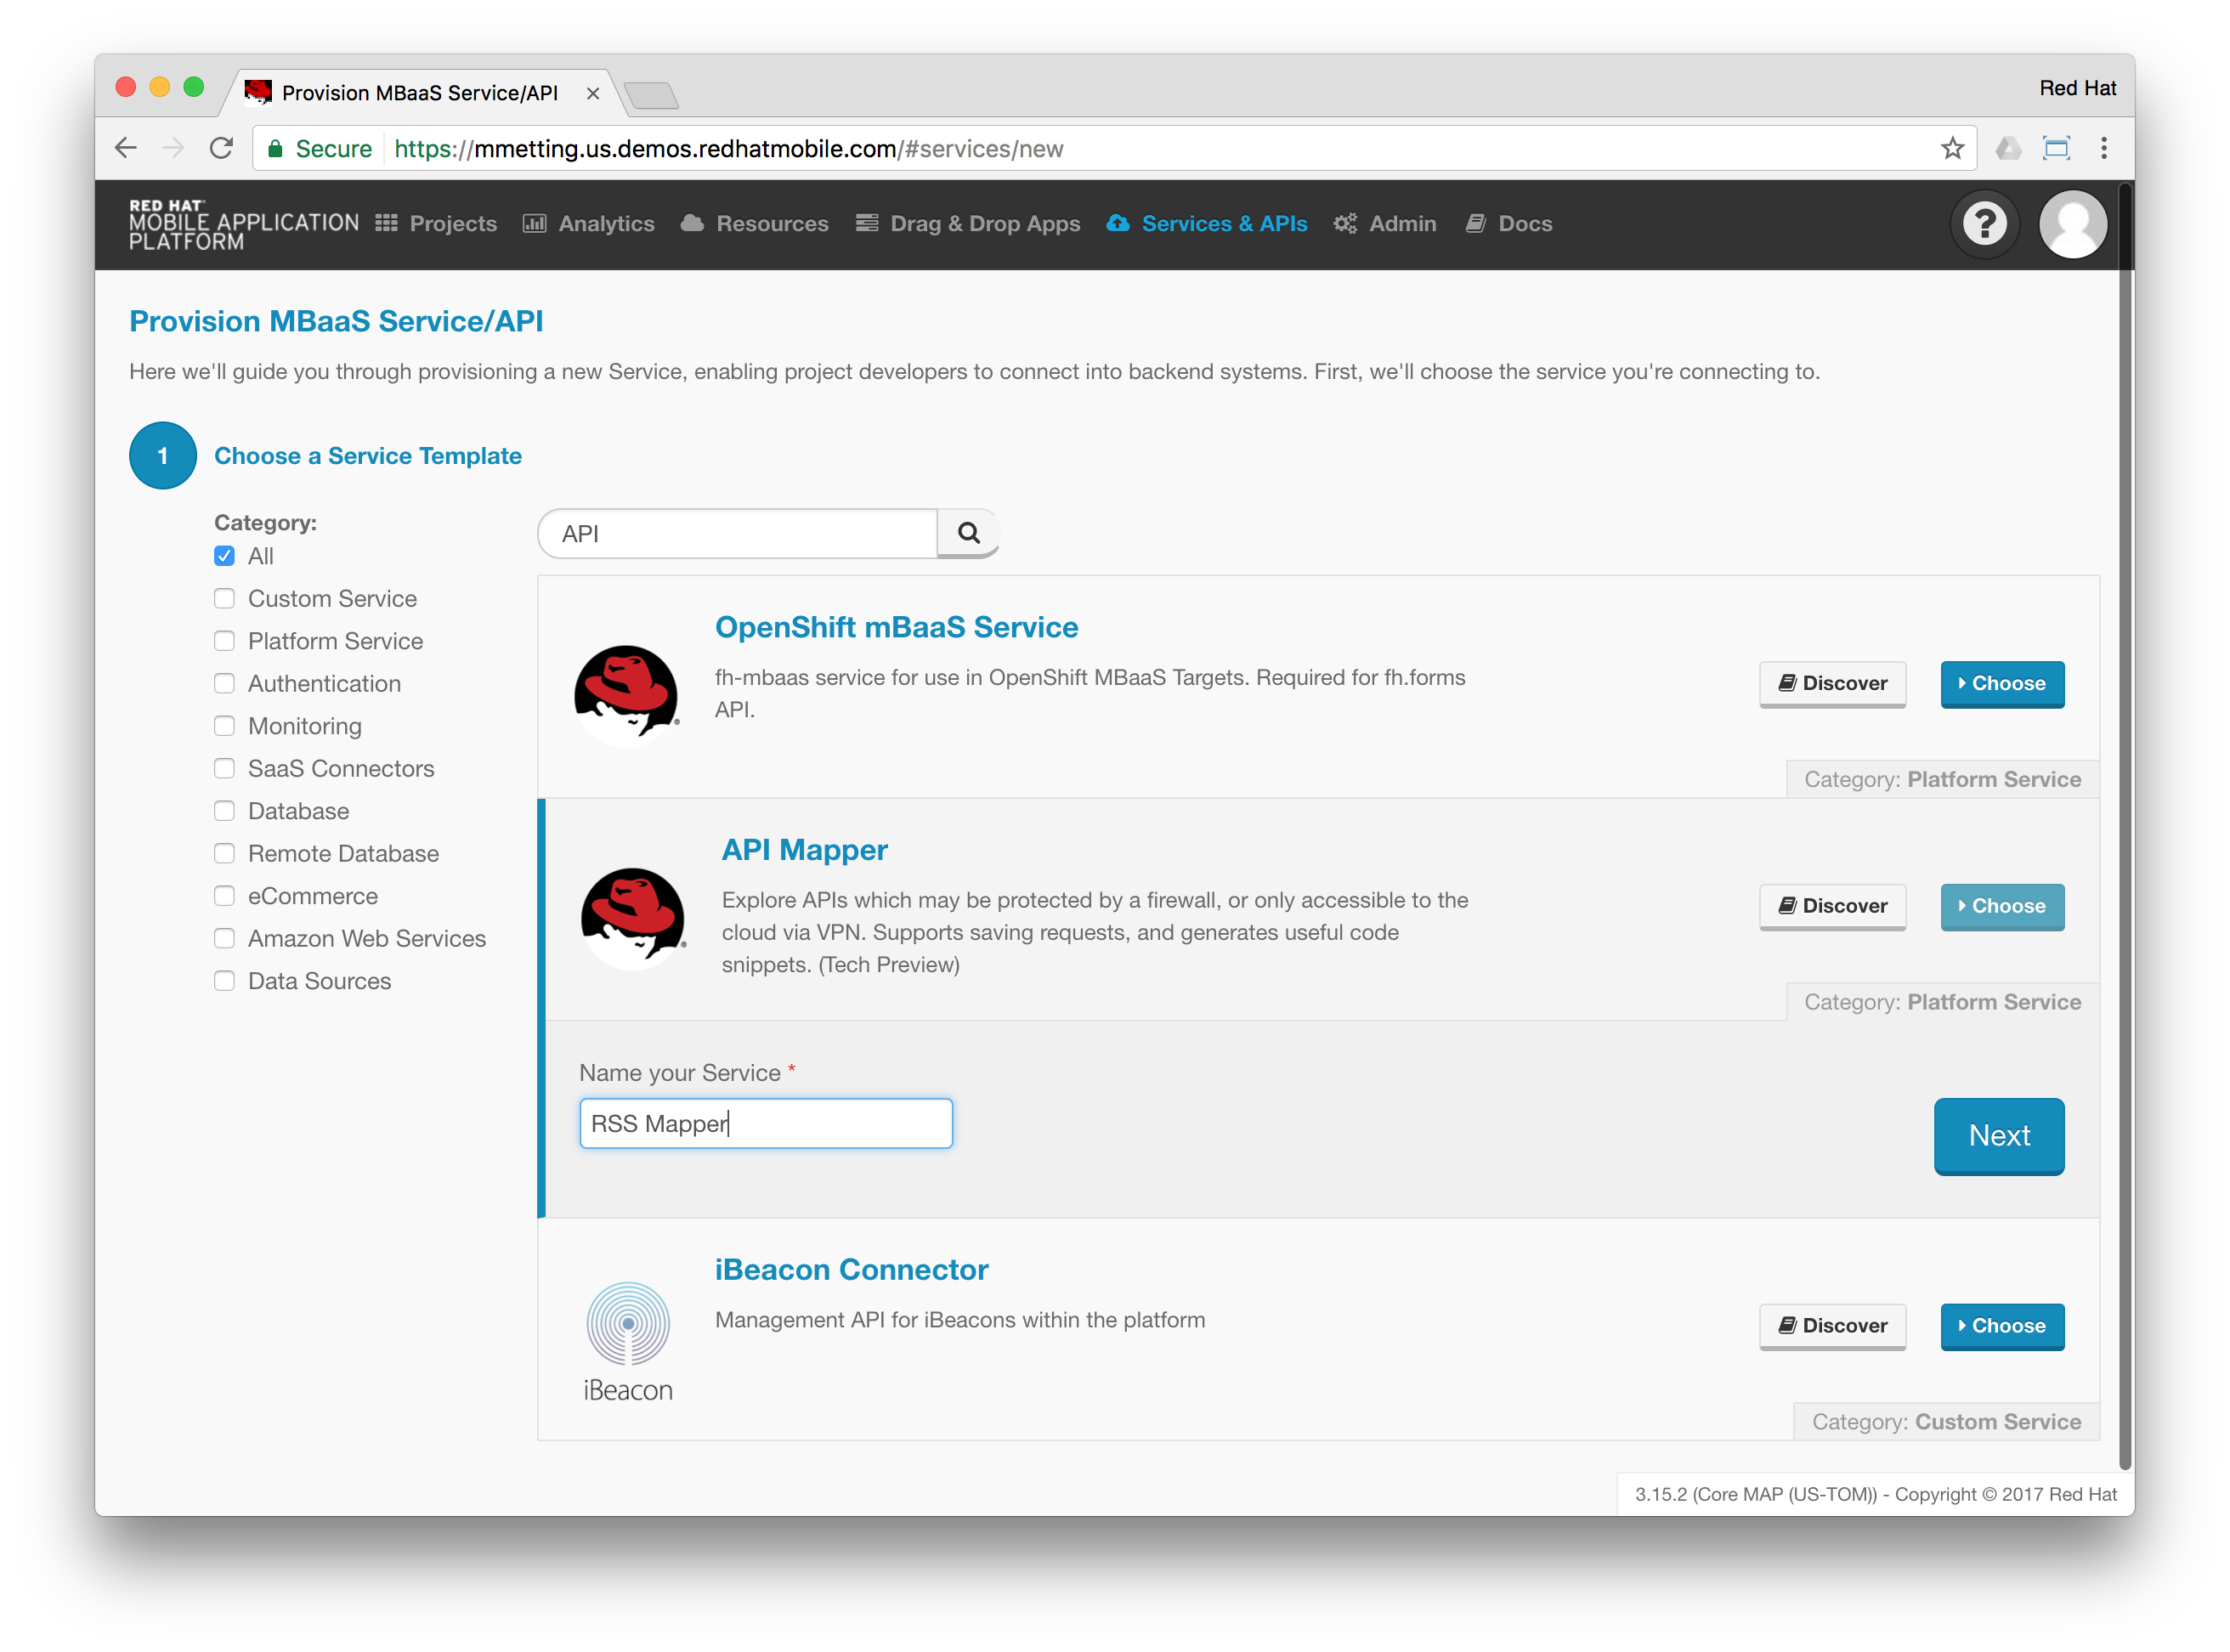 Provision MBaaS Service/API
Red Hat
Secure https://mmetting.us.demos.redhatmobile.com/#services/new
RED HAT
MOBILE APPLICATION
PLATFORM
Projects Analytics Resources Drag & Drop Apps Services & APIs Admin Docs
?
Provision MBaaS Service/API
Here we'll guide you through provisioning a new Service, enabling project developers to connect into backend systems. First, we'll choose the service you're connecting to.
1 Choose a Service Template
Category:
All
Custom Service
Platform Service
Authentication
Monitoring
SaaS Connectors
Database
Remote Database
eCommerce
Amazon Web Services
Data Sources
API
OpenShift mBaaS Service
fh-mbaas service for use in OpenShift MBaaS Targets. Required for fh.forms
API.
Discover Choose
Category: Platform Service
API Mapper
Explore APIs which may be protected by a firewall, or only accessible to the
cloud via VPN. Supports saving requests, and generates useful code
snippets. (Tech Preview)
Discover Choose
Category: Platform Service
Name your Service *
RSS Mapper
Next
iBeacon Connector
Management API for iBeacons within the platform
iBeacon
Discover Choose
Category: Custom Service
3.15.2 (Core MAP (US-TOM)) - Copyright © 2017 Red Hat